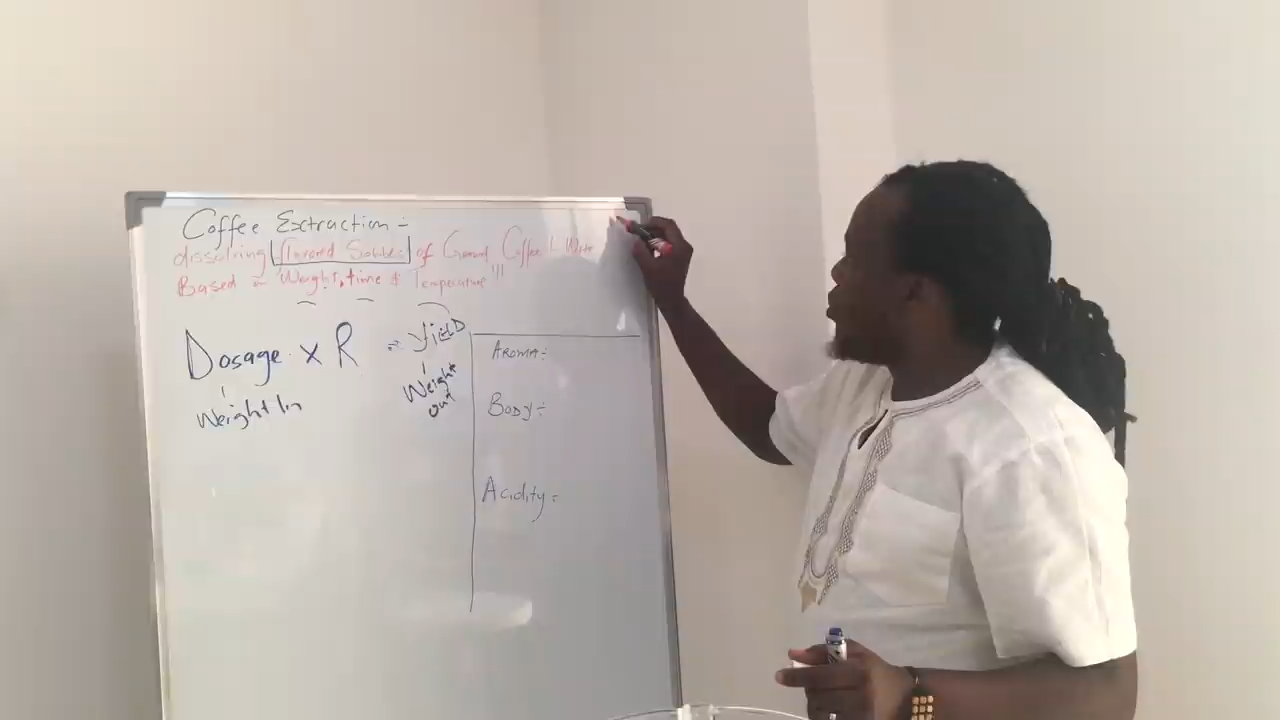 Coffee Extraction:-
dissolving flavored Solubles of Ground Coffee
Based on "Weight, time & Temperature"!!
Dosage x R = Yield
Weight In
Weight
out
AROMA:-
BODY:-
Acidity:-